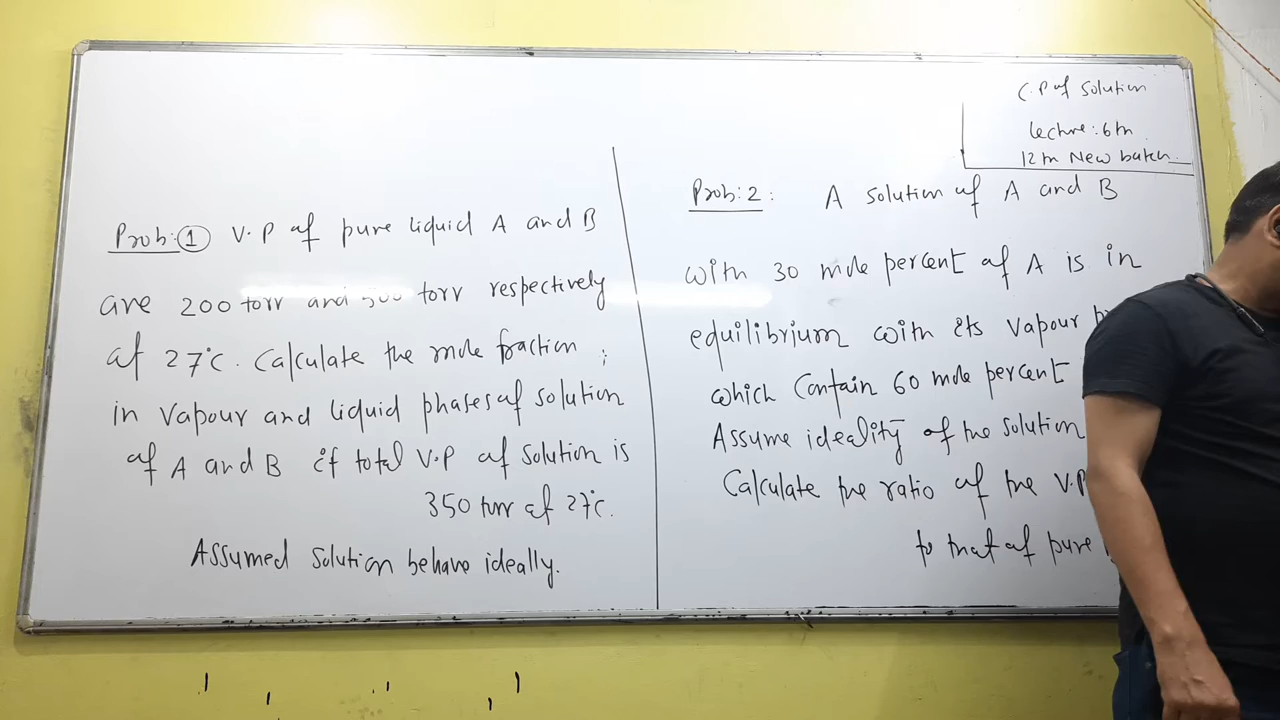 C.P of Solution
Lecture: 6th
12th New batch
Prob: 1 V.P of pure liquid A and B
are 200 torr and 500 torr respectively
at 27°C. Calculate the mole fraction
in vapour and liquid phases of solution
of A and B if total V.P of solution is
350 torr at 27°C.
Assumed solution behave ideally.
Prob: 2: A solution of A and B
with 30 mole percent of A is in
equilibrium with its vapour
which contain 60 mole percent
Assume ideality of the solution
Calculate the ratio of the V.P
to that of pure